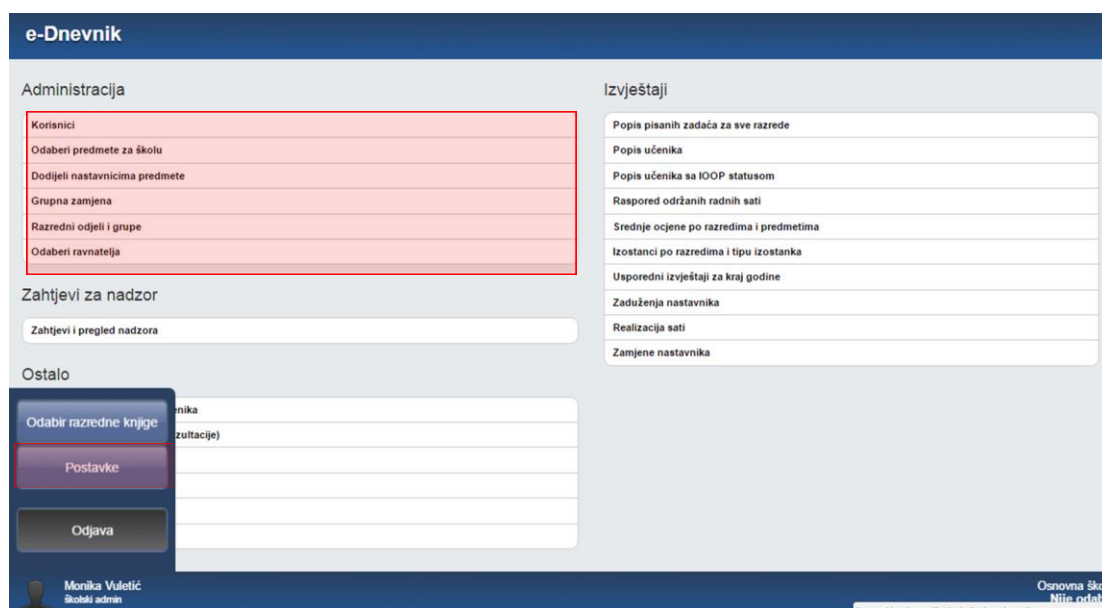 e-Dnevnik
Administracija
Korisnici
Odaberi predmete za školu
Dodijeli nastavnicima predmete
Grupna zamjena
Razredni odjeli i grupe
Odaberi ravnatelja
Zahtjevi za nadzor
Zahtjevi i pregled nadzora
Ostalo
enika
zultacije)
Odabir razredne knjige
Postavke
Odjava
Izvještaji
Popis pisanih zadaća za sve razrede
Popis učenika
Popis učenika sa IOOP statusom
Raspored održanih radnih sati
Srednje ocjene po razredima i predmetima
Izostanci po razredima i tipu izostanka
Usporedni izvještaji za kraj godine
Zaduženja nastavnika
Realizacija sati
Zamjene nastavnika
Monika Vuletić
školski admin
Osnovna ško
Nije odab